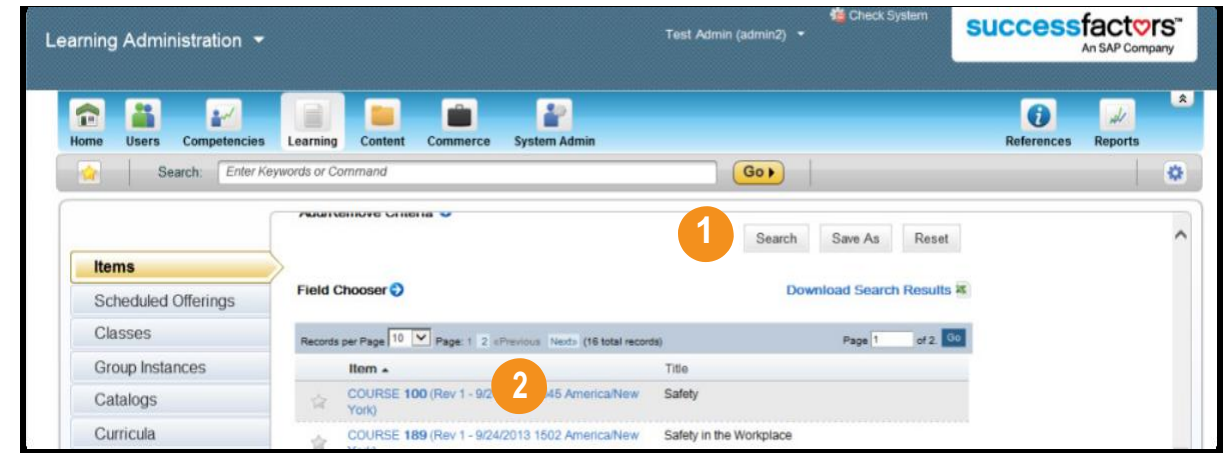 Check System
Learning Administration
Test Admin (admin2)
successfactors™
An SAP Company
Home Users Competencies Learning Content Commerce System Admin References Reports
Search: Enter Keywords or Command Go
Add/Remove Criteria
1
Search Save As Reset
Items
Scheduled Offerings
Classes
Group Instances
Catalogs
Curricula
Field Chooser Download Search Results
Records per Page 10 Page: 1 2 «Previous Next» (16 total records) Page 1 of 2 Go
Item Title
2
COURSE 100 (Rev 1 - 9/2 45 America/New Safety
York)
COURSE 189 (Rev 1 - 9/24/2013 1502 America/New Safety in the Workplace